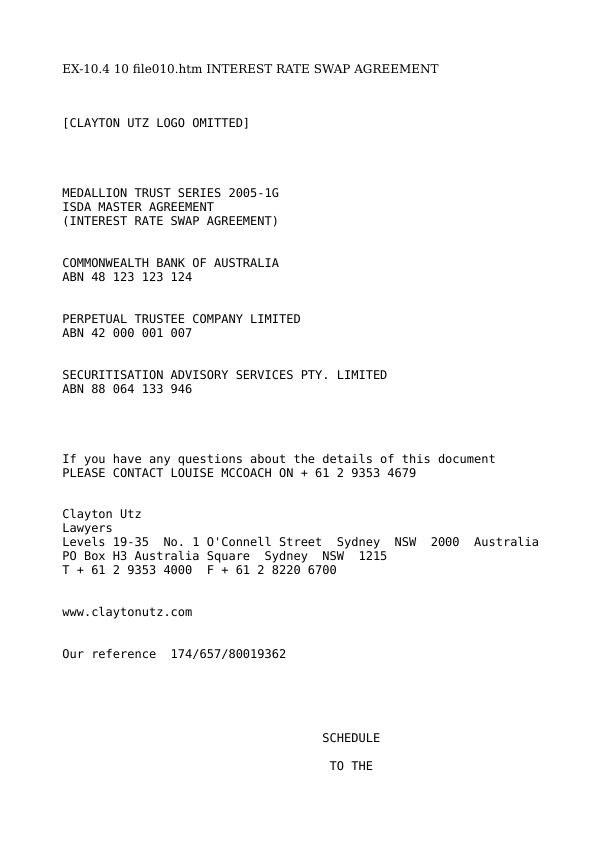 EX-10.4 10 file010.htm INTEREST RATE SWAP AGREEMENT
[CLAYTON UTZ LOGO OMITTED]
MEDALLION TRUST SERIES 2005-1G
ISDA MASTER AGREEMENT
(INTEREST RATE SWAP AGREEMENT)
COMMONWEALTH BANK OF AUSTRALIA
ABN 48 123 123 124
PERPETUAL TRUSTEE COMPANY LIMITED
ABN 42 000 001 007
SECURITISATION ADVISORY SERVICES PTY. LIMITED
ABN 88 064 133 946
If you have any questions about the details of this document
PLEASE CONTACT LOUISE MCCOACH ON + 61 2 9353 4679
Clayton Utz
Lawyers
Levels 19-35  No. 1 O'Connell Street  Sydney  NSW  2000  Australia
PO Box H3 Australia Square  Sydney  NSW  1215
T + 61 2 9353 4000  F + 61 2 8220 6700
www.claytonutz.com
Our reference  174/657/80019362
SCHEDULE
TO THE